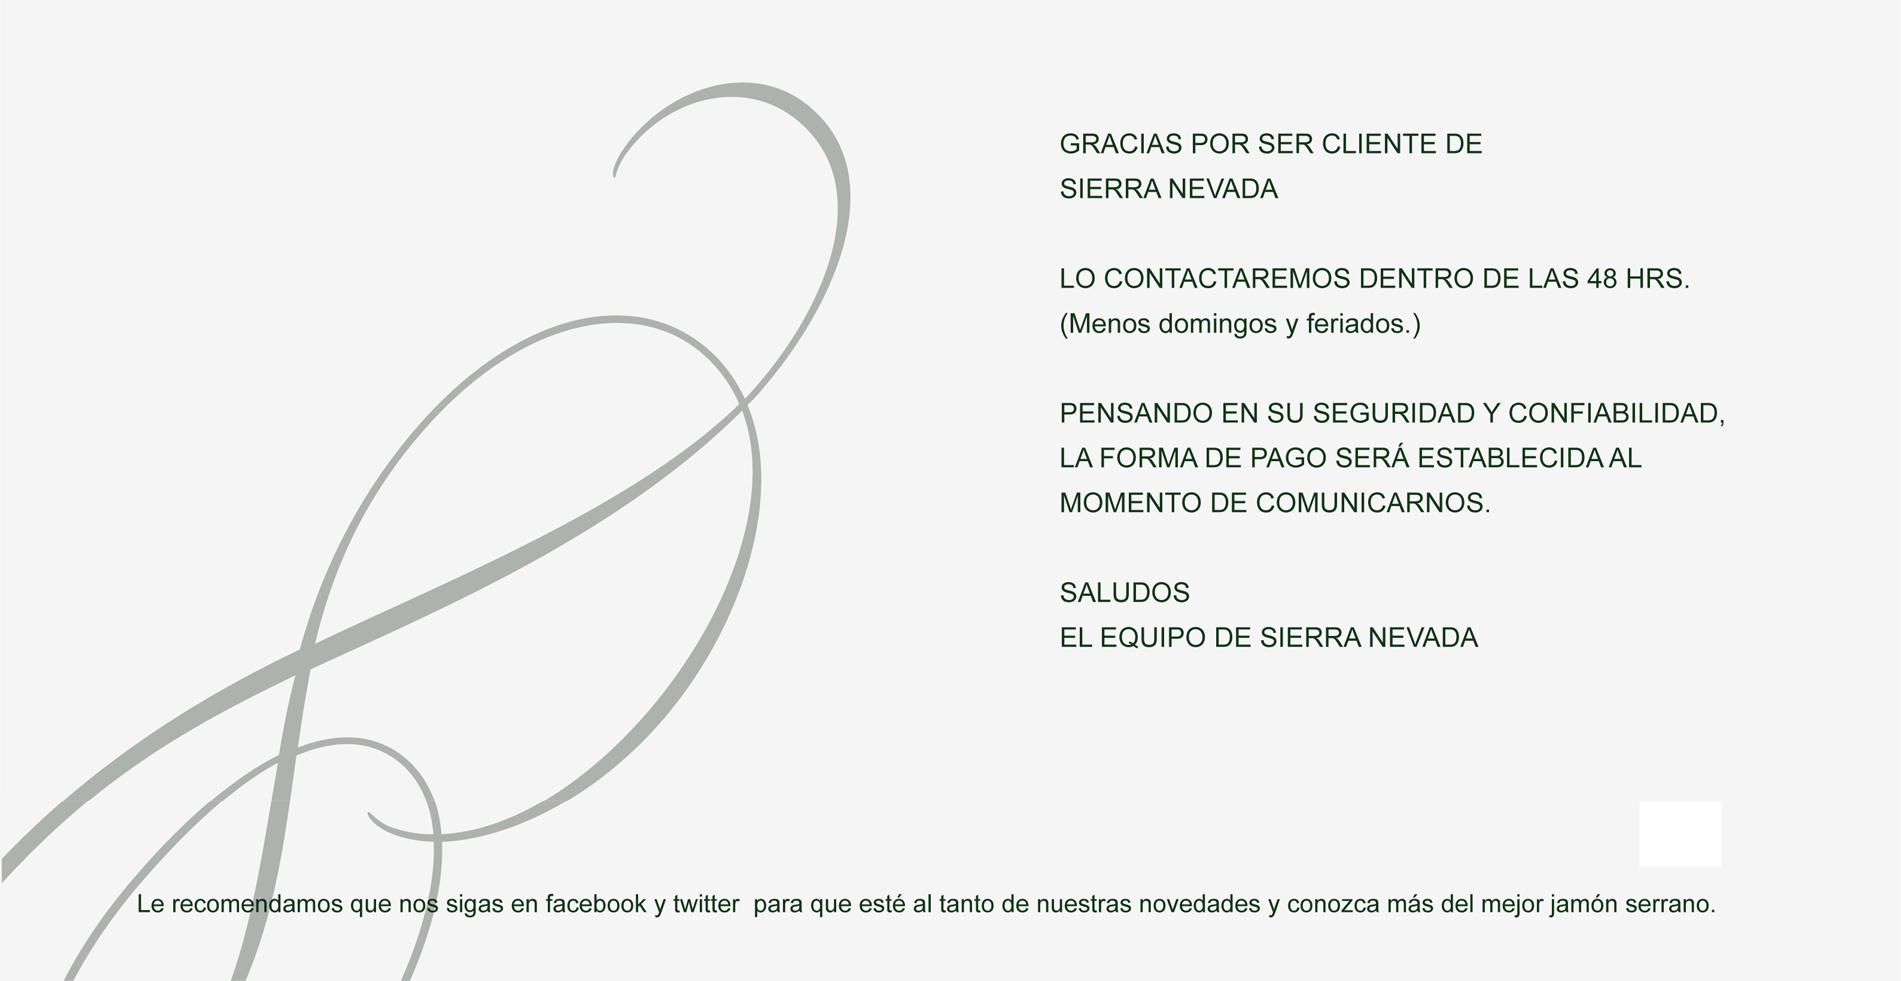 GRACIAS POR SER CLIENTE DE
SIERRA NEVADA
LO CONTACTAREMOS DENTRO DE LAS 48 HRS.
(Menos domingos y feriados.)
PENSANDO EN SU SEGURIDAD Y CONFIABILIDAD,
LA FORMA DE PAGO SERÁ ESTABLECIDA AL
MOMENTO DE COMUNICARNOS.
SALUDOS
EL EQUIPO DE SIERRA NEVADA
Le recomendamos que nos sigas en facebook y twitter  para que esté al tanto de nuestras novedades y conozca más del mejor jamón serrano.